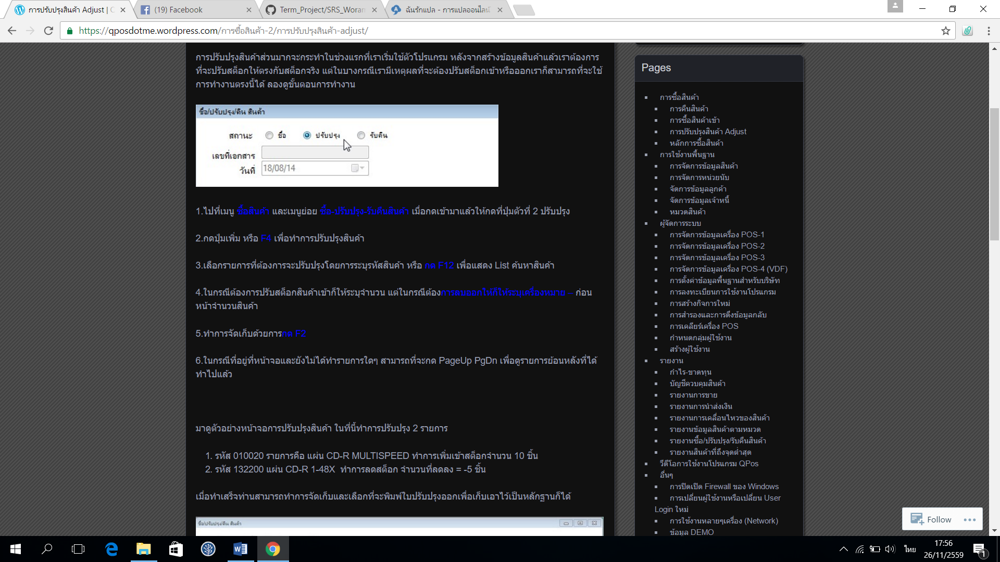 การปรับปรุงสินค้า Adjust | C
(19) Facebook
Term_Project/SRS_Woram
ฉันรักแปล - การแปลออนไลน์
https://qposdotme.wordpress.com/การซื้อสินค้า-2/การปรับปรุงสินค้า-adjust/
การปรับปรุงสินค้าส่วนมากจะกระทำในช่วงแรกที่เราเริ่มใช้ตัวโปรแกรม หลังจากสร้างข้อมูลสินค้าแล้วเราต้องการ
ที่จะปรับสต็อกให้ตรงกับสต็อกจริง แต่ในบางกรณีเรามีเหตุผลที่จะต้องปรับสต็อกเข้าหรือออกเราก็สามารถที่จะใช้
การทำงานตรงนี้ได้ ลองดูขั้นตอนการทำงาน
ซื้อ/ปรับปรุง/คืน สินค้า
สถานะ ซื้อ ปรับปรุง รับคืน
เลขที่เอกสาร
วันที่ 18/08/14
1.ไปที่เมนู ซื้อสินค้า และเมนูย่อย ซื้อ-ปรับปรุง-รับคืนสินค้า เมื่อกดเข้ามาแล้วให้กดที่ปุ่มตัวที่ 2 ปรับปรุง
2.กดปุ่มเพิ่ม หรือ F4 เพื่อทำการปรับปรุงสินค้า
3.เลือกรายการที่ต้องการจะปรับปรุงโดยการระบุรหัสสินค้า หรือ กด F12 เพื่อแสดง List ค้นหาสินค้า
4.ในกรณีต้องการปรับสต็อกสินค้าเข้าก็ให้ระบุจำนวน แต่ในกรณีต้องการลบออกให้ก็ให้ระบุเครื่องหมาย – ก่อน
หน้าจำนวนสินค้า
5.ทำการจัดเก็บด้วยการกด F2
6.ในกรณีที่อยู่ที่หน้าจอและยังไม่ได้ทำรายการใดๆ สามารถที่จะกด PageUp PgDn เพื่อดูรายการย้อนหลังที่ได้
ทำไปแล้ว
มาดูตัวอย่างหน้าจอการปรับปรุงสินค้า ในที่นี้ทำการปรับปรุง 2 รายการ
1. รหัส 010020 รายการคือ แผ่น CD-R MULTISPEED ทำการเพิ่มเข้าสต็อกจำนวน 10 ชิ้น
2. รหัส 132200 แผ่น CD-R 1-48X ทำการลดสต็อก จำนวนที่ลดลง = -5 ชิ้น
เมื่อทำเสร็จท่านสามารถทำการจัดเก็บและเลือกที่จะพิมพ์ใบปรับปรุงออกเพื่อเก็บเอาไว้เป็นหลักฐานก็ได้
ซื้อ/ปรับปรุง/คืน สินค้า
Pages
การซื้อสินค้า
การคืนสินค้า
การซื้อสินค้าเข้า
การปรับปรุงสินค้า Adjust
หลักการซื้อสินค้า
การใช้งานพื้นฐาน
การจัดการข้อมูลสินค้า
การจัดการหน่วยนับ
จัดการข้อมูลลูกค้า
จัดการข้อมูลเจ้าหนี้
หมวดสินค้า
ผู้จัดการระบบ
การจัดการข้อมูลเครื่อง POS-1
การจัดการข้อมูลเครื่อง POS-2
การจัดการข้อมูลเครื่อง POS-3
การจัดการข้อมูลเครื่อง POS-4 (VDF)
การตั้งค่าข้อมูลพื้นฐานสำหรับบริษัท
การลงทะเบียนการใช้งานโปรแกรม
การสร้างกิจการใหม่
การสำรองและการดึงข้อมูลกลับ
การเคลียร์เครื่อง POS
กำหนดกลุ่มผู้ใช้งาน
สร้างผู้ใช้งาน
รายงาน
กำไร-ขาดทุน
บัญชีควบคุมสินค้า
รายงานการขาย
รายงานการนำส่งเงิน
รายงานการเคลื่อนไหวของสินค้า
รายงานข้อมูลสินค้าตามหมวด
รายงานซื้อ/ปรับปรุง/รับคืนสินค้า
รายงานสินค้าที่ถึงจุดต่ำสุด
วีดีโอการใช้งานโปรแกรม QPos
อื่นๆ
การปิดเปิด Firewall ของ Windows
การเปลี่ยนผู้ใช้งานหรือเปลี่ยน User
Login ใหม่
การใช้งานหลายๆเครื่อง (Network)
ข้อมูล DEMO
Follow
ไทย
17:56
26/11/2559
1